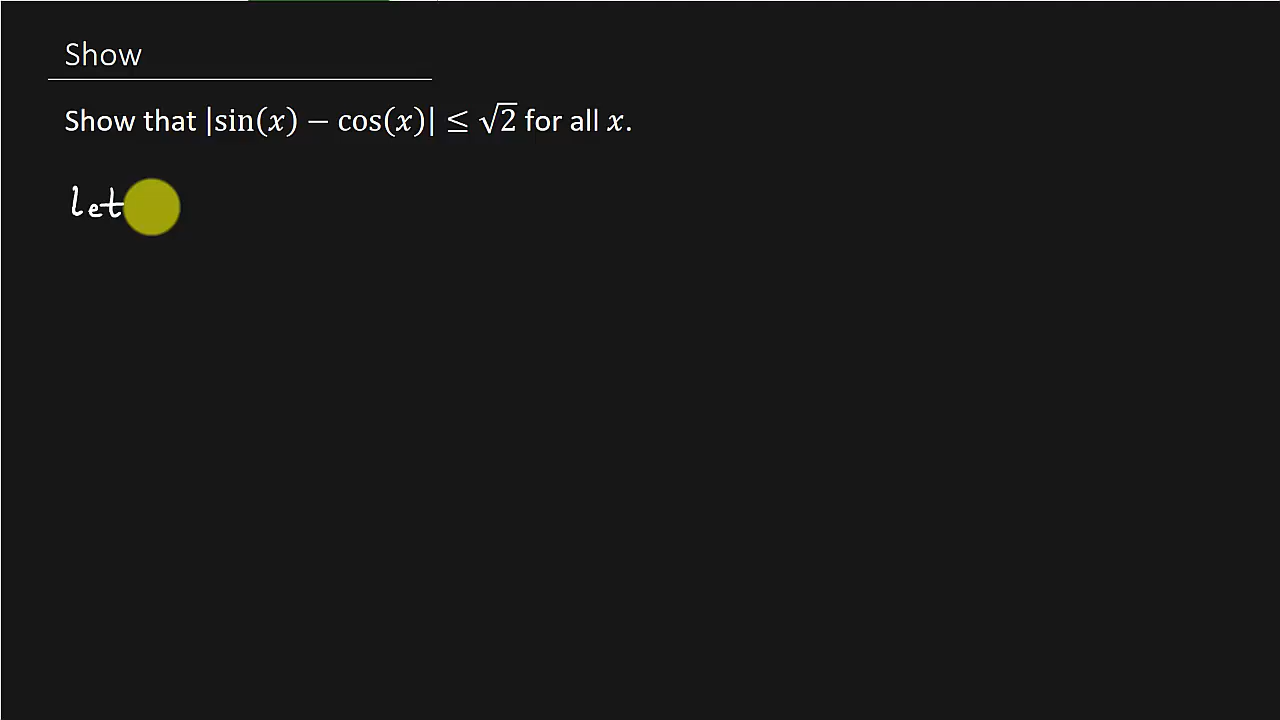 Show
Show that |sin(x) − cos(x)| ≤ √2 for all x.
let